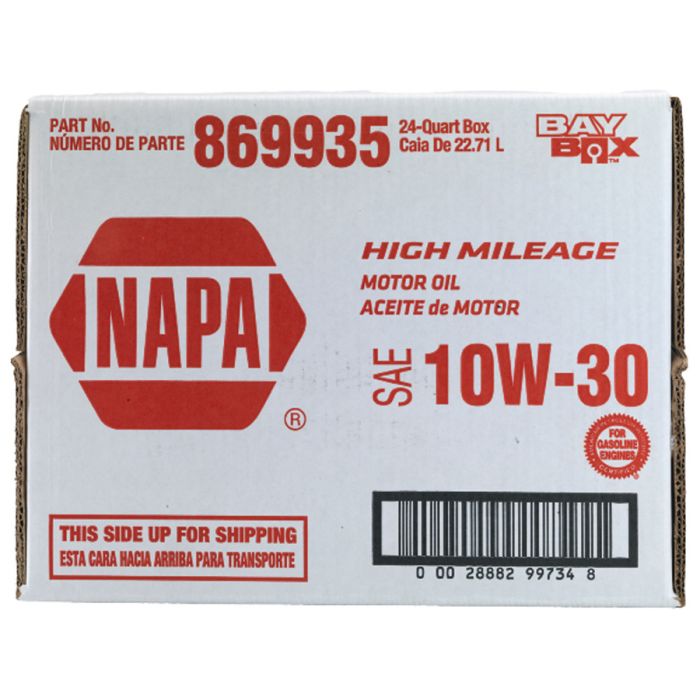 PART No.
NÚMERO DE PARTE
869935
24-Quart Box
Caia De 22.71 L
BAY
BOX™
NAPA
®
HIGH MILEAGE
MOTOR OIL
ACEITE de MOTOR
SAE 10W-30
FOR
GASOLINE
ENGINES
THIS SIDE UP FOR SHIPPING
ESTA CARA HACIA ARRIBA PARA TRANSPORTE
0 00 28882 99734 8